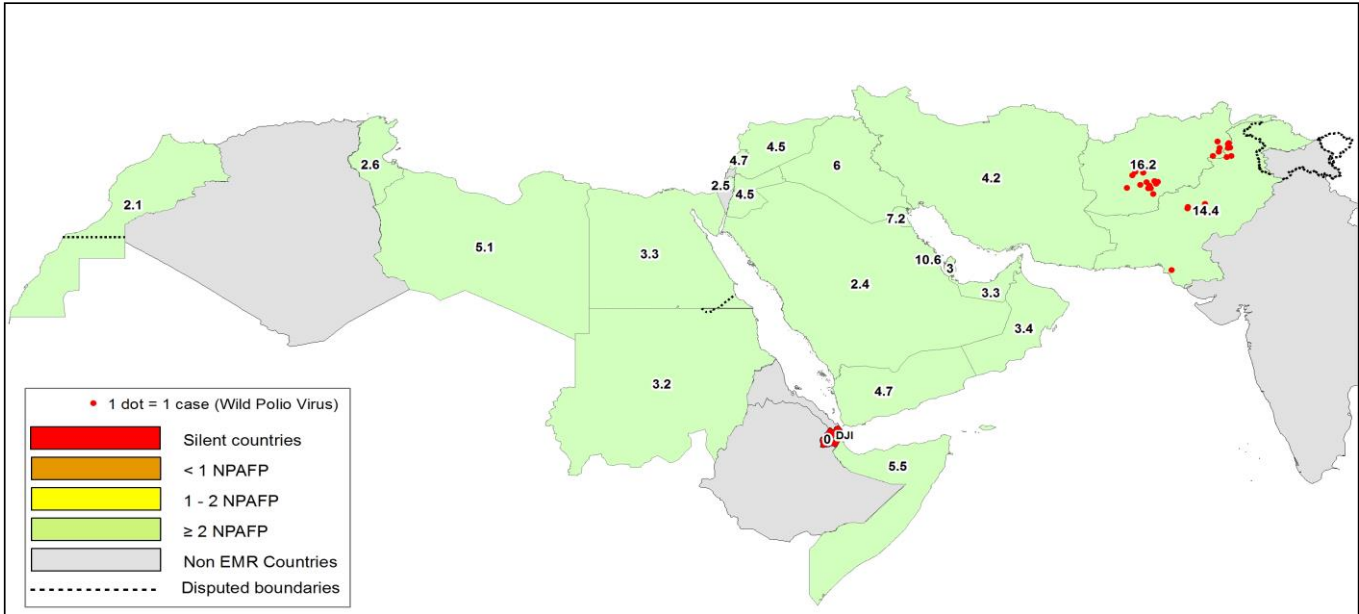 4.5
4.7
16.2
6
2.6
4.2
2.5
4.5
2.1
14.4
7.2
5.1
3.3
10.6
3
2.4
3.3
3.4
3.2
4.7
0
DJI
5.5
1 dot = 1 case (Wild Polio Virus)
Silent countries
< 1 NPAFP
1 - 2 NPAFP
≥ 2 NPAFP
Non EMR Countries
Disputed boundaries